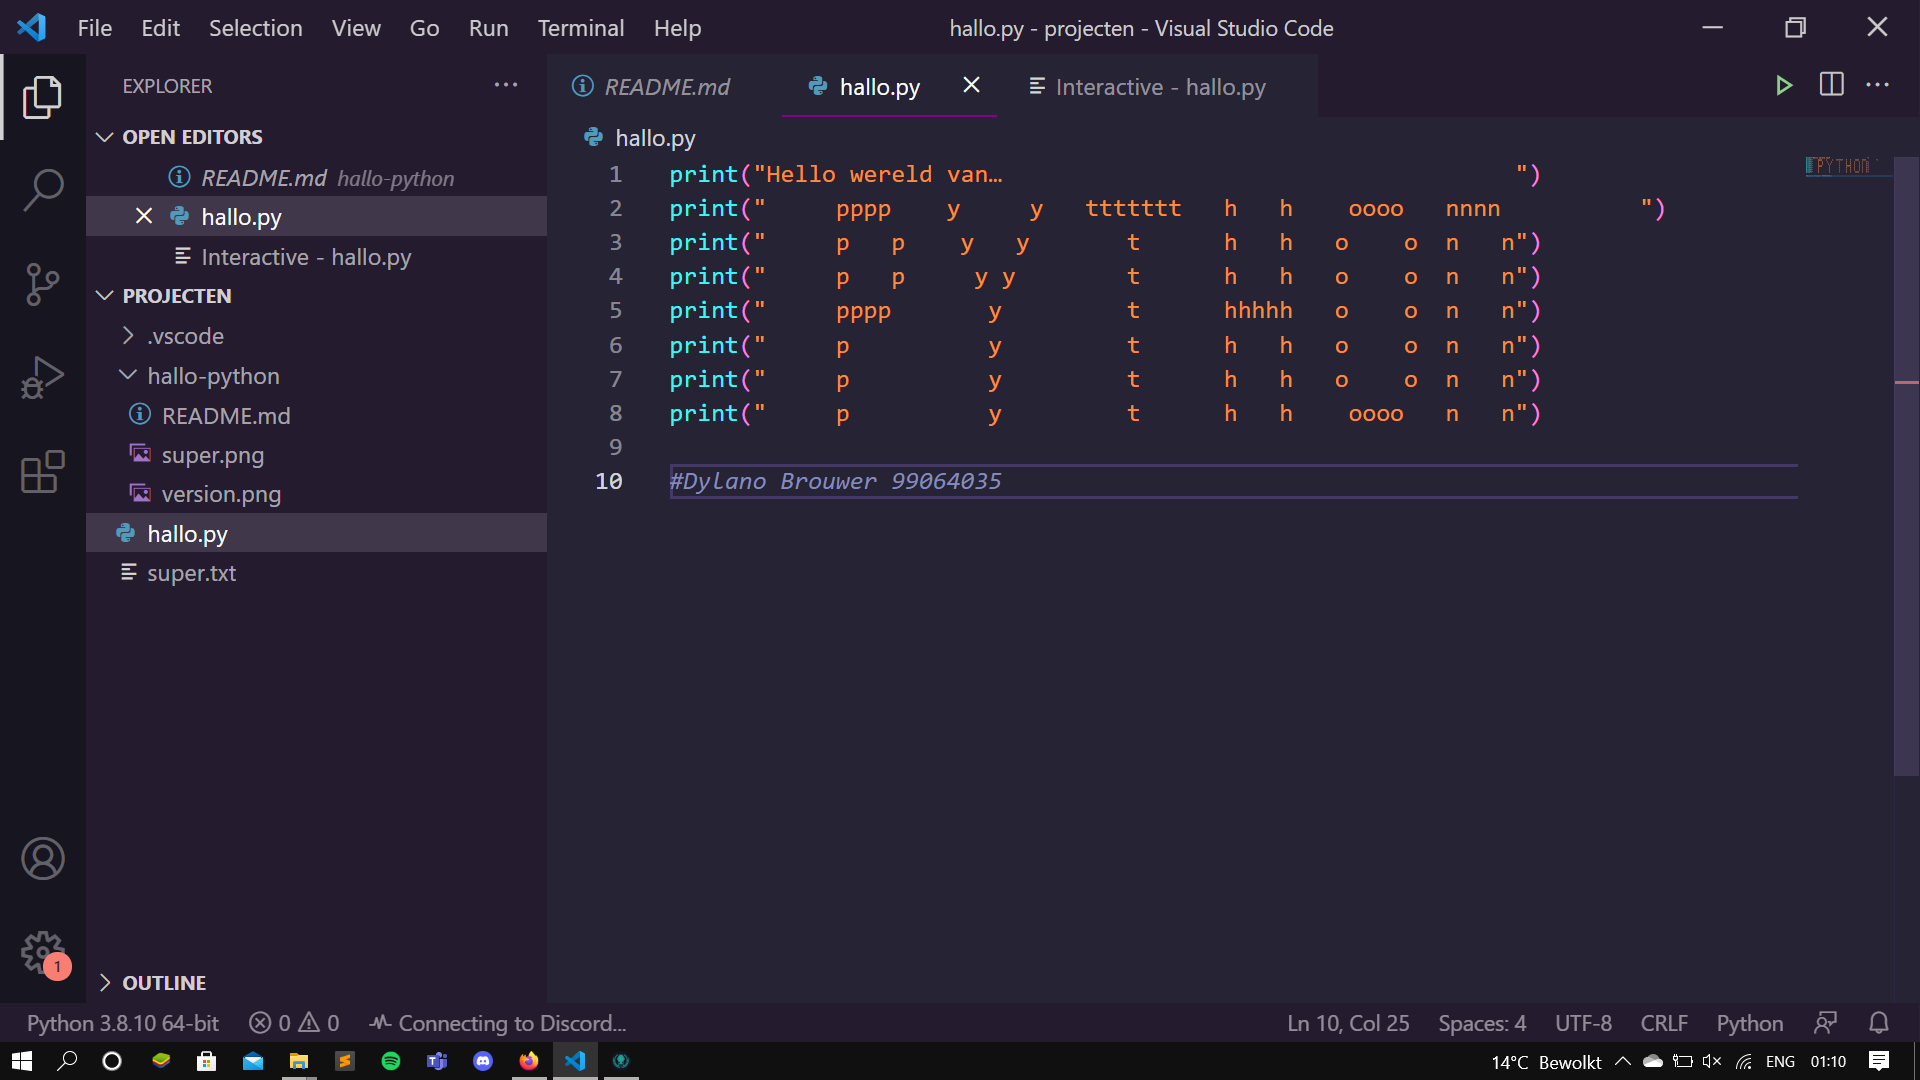 File Edit Selection View Go Run Terminal Help hallo.py - projecten - Visual Studio Code
EXPLORER
OPEN EDITORS
README.md hallo-python
hallo.py
Interactive - hallo.py
PROJECTEN
.vscode
hallo-python
README.md
super.png
version.png
hallo.py
super.txt
OUTLINE
README.md hallo.py Interactive - hallo.py
hallo.py
1 print("Hello wereld van…                                     ")
2 print("     pppp    y     y   ttttttt   h   h    oooo   nnnn          ")
3 print("     p   p    y   y       t      h   h   o    o  n   n")
4 print("     p   p     y y        t      h   h   o    o  n   n")
5 print("     pppp       y         t      hhhhh   o    o  n   n")
6 print("     p          y         t      h   h   o    o  n   n")
7 print("     p          y         t      h   h   o    o  n   n")
8 print("     p          y         t      h   h    oooo   n   n")
9
10 #Dylano Brouwer 99064035
PYTHON
1
Python 3.8.10 64-bit 0 0 Connecting to Discord... Ln 10, Col 25 Spaces: 4 UTF-8 CRLF Python
14°C Bewolkt ENG 01:10